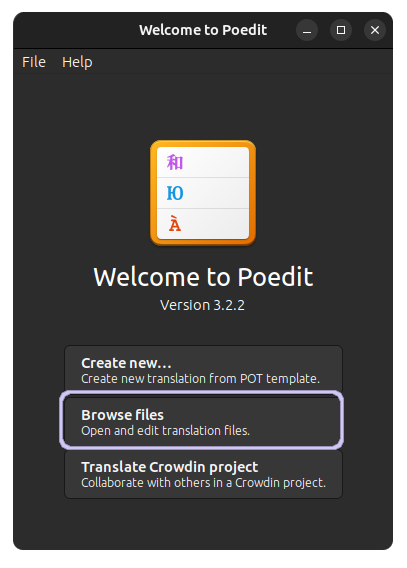 Welcome to Poedit
File Help
和
Ю
À
Welcome to Poedit
Version 3.2.2
Create new...
Create new translation from POT template.
Browse files
Open and edit translation files.
Translate Crowdin project
Collaborate with others in a Crowdin project.